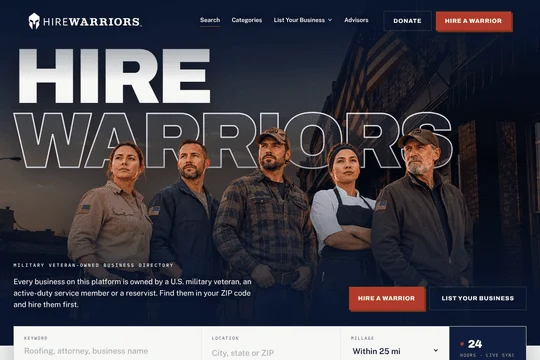 HIREWARRIORS
Search Categories List Your Business Advisors DONATE HIRE A WARRIOR
HIRE
WARRIORS
MILITARY VETERAN-OWNED BUSINESS DIRECTORY
Every business on this platform is owned by a U.S. military veteran, an
active-duty service member or a reservist. Find them in your ZIP code
and hire them first.
HIRE A WARRIOR LIST YOUR BUSINESS
KEYWORD LOCATION MILLAGE
Roofing, attorney, business name City, state or ZIP Within 25 mi 24
HOURS · LIVE SYNC